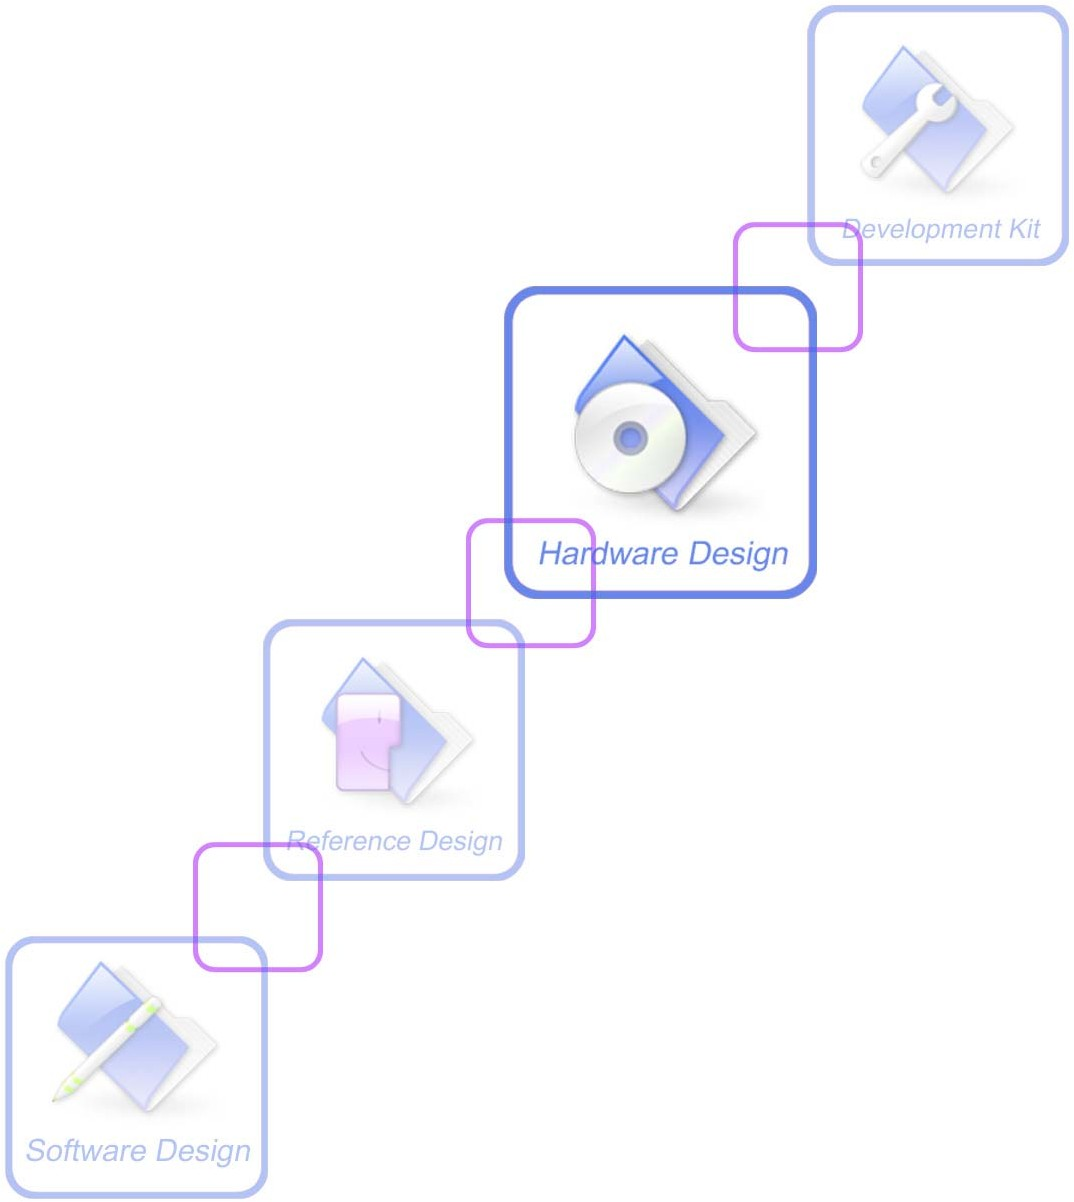 Development Kit
Hardware Design
Reference Design
Software Design